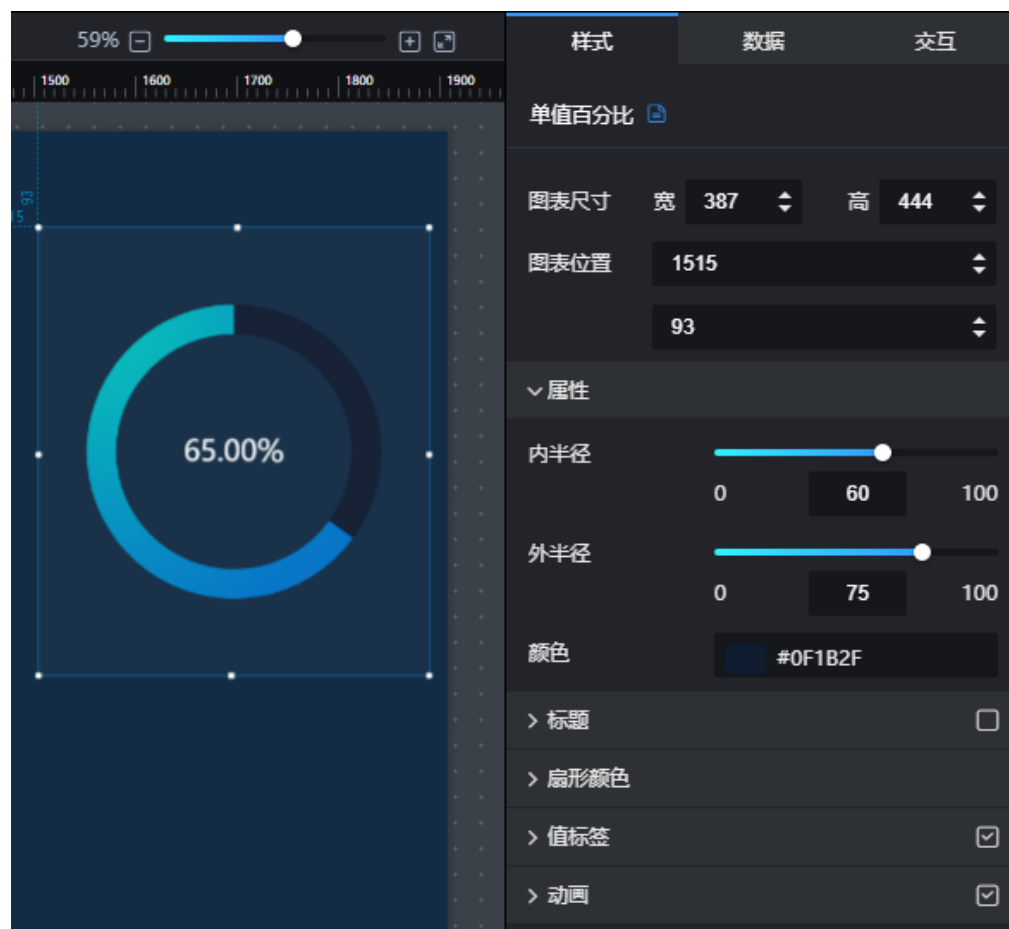 59%
1500 1600 1700 1800 1900
93
15
65.00%
样式 数据 交互
单值百分比
图表尺寸 宽 387 高 444
图表位置 1515
93
属性
内半径
0 60 100
外半径
0 75 100
颜色 #0F1B2F
标题
扇形颜色
值标签
动画